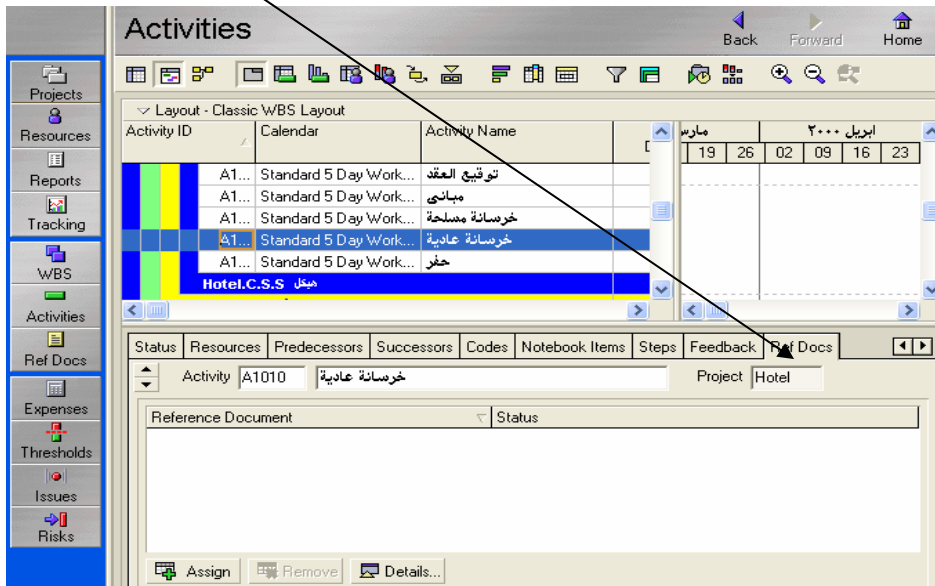 Activities
Back Forward Home
Projects
Resources
Reports
Tracking
WBS
Activities
Ref Docs
Expenses
Thresholds
Issues
Risks
Layout - Classic WBS Layout
Activity ID Calendar Activity Name
مارس ابريل ٢٠٠٠
19 26 02 09 16 23
A1... Standard 5 Day Work... توقيع العقد
A1... Standard 5 Day Work... مبانى
A1... Standard 5 Day Work... خرسانة مسلحة
A1... Standard 5 Day Work... خرسانة عادية
A1... Standard 5 Day Work... حفر
Hotel.C.S.S هيكل
Status Resources Predecessors Successors Codes Notebook Items Steps Feedback Ref Docs
Activity A1010 خرسانة عادية Project Hotel
Reference Document Status
Assign Remove Details...